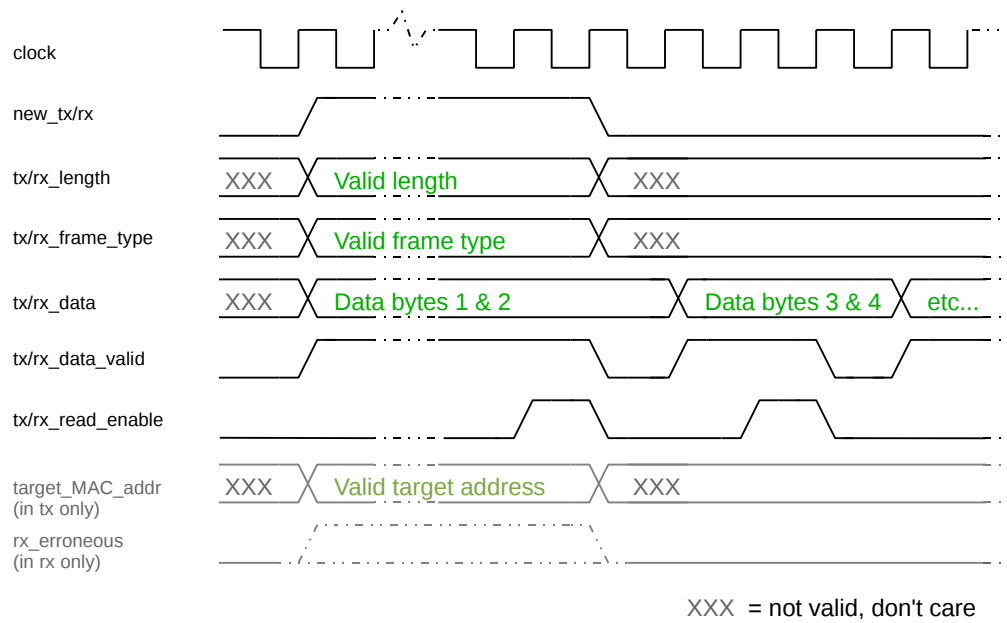 clock
new_tx/rx
tx/rx_length
XXX
Valid length
XXX
tx/rx_frame_type
XXX
Valid frame type
XXX
tx/rx_data
XXX
Data bytes 1 & 2
Data bytes 3 & 4
etc...
tx/rx_data_valid
tx/rx_read_enable
target_MAC_addr
(in tx only)
XXX
Valid target address
XXX
rx_erroneous
(in rx only)
XXX = not valid, don't care